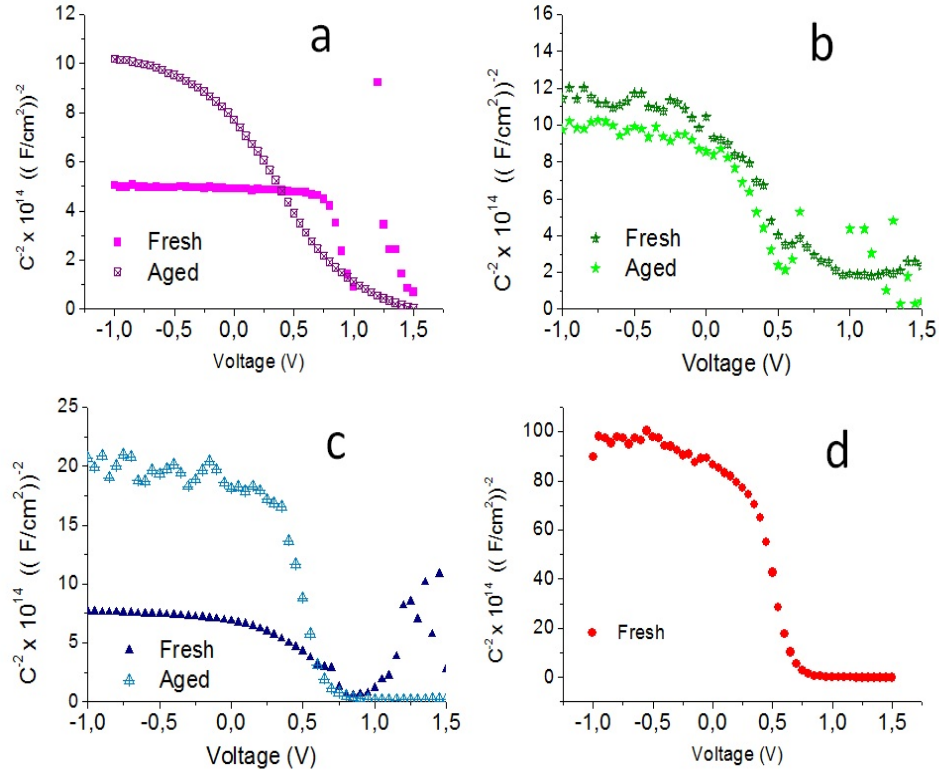 a
12
10
8
6
4
2
0
C⁻² x 10¹⁴ (( F/cm²))⁻²
Fresh
Aged
-1,0 -0,5 0,0 0,5 1,0 1,5
Voltage (V)
b
16
14
12
10
8
6
4
2
0
C⁻² x 10¹⁴ (( F/cm²))⁻²
Fresh
Aged
-1,0 -0,5 0,0 0,5 1,0 1,5
Voltage (V)
c
25
20
15
10
5
0
C⁻² x 10¹⁴ (( F/cm²))⁻²
Fresh
Aged
-1,0 -0,5 0,0 0,5 1,0 1,5
Voltage (V)
d
100
80
60
40
20
0
C⁻² x 10¹⁴ (( F/cm²))⁻²
Fresh
-1,0 -0,5 0,0 0,5 1,0 1,5
Voltage (V)